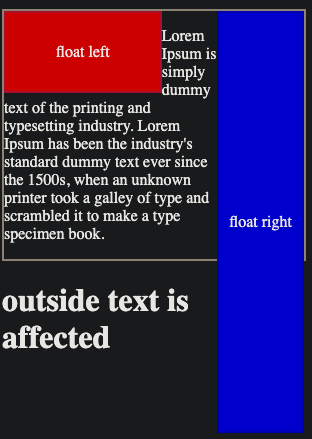 float left
Lorem
Ipsum is
simply
dummy
text of the printing and
typesetting industry. Lorem
Ipsum has been the industry's
standard dummy text ever since
the 1500s, when an unknown
printer took a galley of type and
scrambled it to make a type
specimen book.
float right
outside text is
affected